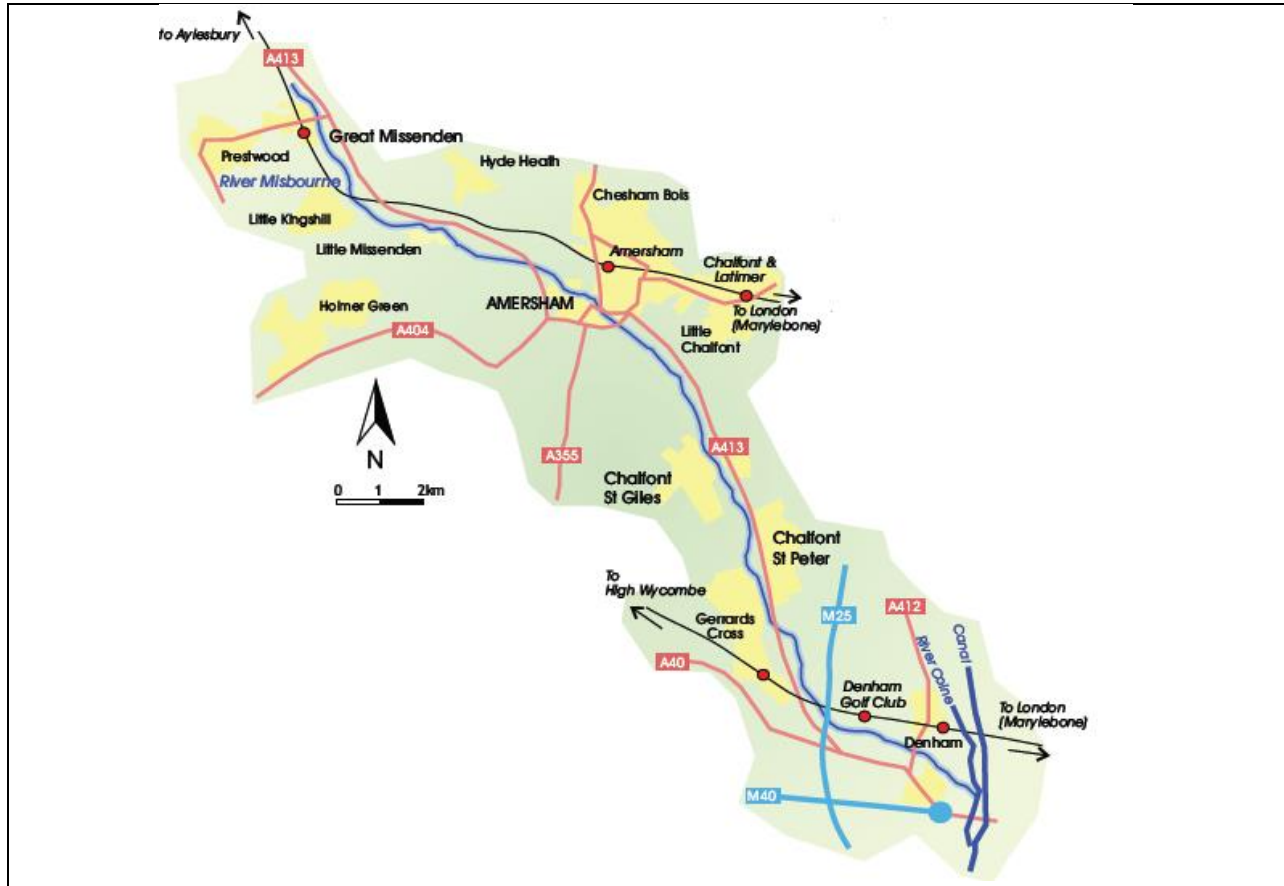 to Aylesbury
A413
Great Missenden
Prestwood
River Misbourne
Hyde Heath
Chesham Bois
Little Kingshill
Little Missenden
Amersham
Chalfont &
Latimer
Holmer Green
AMERSHAM
To London
(Marylebone)
Little
Chalfont
A404
N
0 1 2km
A355
A413
Chalfont
St Giles
Chalfont
St Peter
To
High Wycombe
M25
A412
Gerrards
Cross
A40
River Colne
Canal
Denham
Golf Club
To London
(Marylebone)
Denham
M40